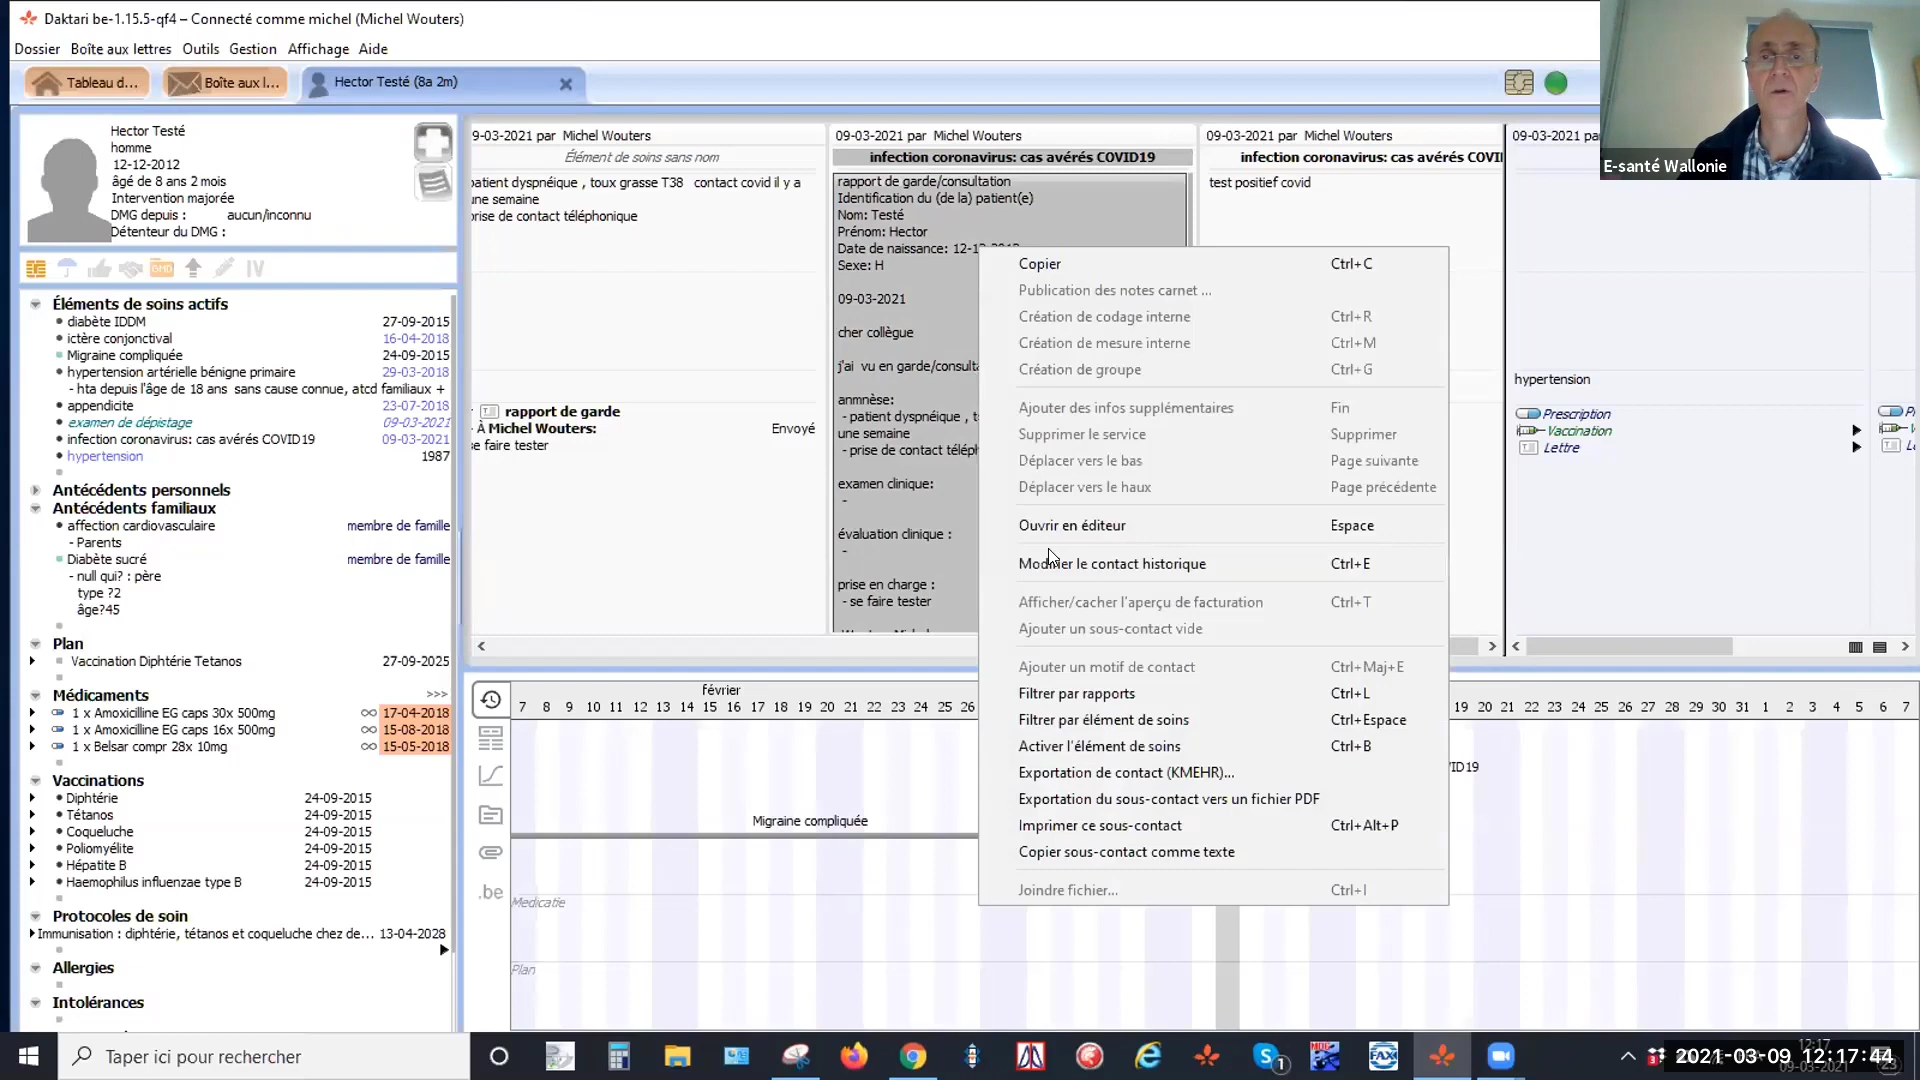 Daktari be-1.15.5-qf4 – Connecté comme michel (Michel Wouters)
Dossier Boîte aux lettres Outils Gestion Affichage Aide
Tableau d... Boîte aux l... Hector Testé (8a 2m)
Hector Testé
homme
12-12-2012
âgé de 8 ans 2 mois
Intervention majorée
DMG depuis : aucun/inconnu
Détenteur du DMG :
GMD IV
Éléments de soins actifs
diabète IDDM 27-09-2015
ictère conjonctival 16-04-2018
Migraine compliquée 24-09-2015
hypertension artérielle bénigne primaire 29-03-2018
- hta depuis l'âge de 18 ans sans cause connue, atcd familiaux +
appendicite 23-07-2018
examen de dépistage 09-03-2021
infection coronavirus: cas avérés COVID19 09-03-2021
hypertension 1987
Antécédents personnels
Antécédents familiaux
affection cardiovasculaire membre de famille
- Parents
Diabète sucré membre de famille
- null qui? : père
type ?2
âge?45
Plan
Vaccination Diphtérie Tetanos 27-09-2025
Médicaments >>>
1 x Amoxicilline EG caps 30x 500mg ∞ 17-04-2018
1 x Amoxicilline EG caps 16x 500mg ∞ 15-08-2018
1 x Belsar compr 28x 10mg ∞ 15-05-2018
Vaccinations
Diphtérie 24-09-2015
Tétanos 24-09-2015
Coqueluche 24-09-2015
Poliomyélite 24-09-2015
Hépatite B 24-09-2015
Haemophilus influenzae type B 24-09-2015
Protocoles de soin
Immunisation : diphtérie, tétanos et coqueluche chez de... 13-04-2028
Allergies
Intolérances
9-03-2021 par Michel Wouters
Élément de soins sans nom
patient dyspnéique , toux grasse T38 contact covid il y a
une semaine
prise de contact téléphonique
rapport de garde
À Michel Wouters: Envoyé
se faire tester
09-03-2021 par Michel Wouters
infection coronavirus: cas avérés COVID19
rapport de garde/consultation
Identification du (de la) patient(e)
Nom: Testé
Prénom: Hector
Date de naissance: 12-12-2012
Sexe: H
09-03-2021
cher collègue
j'ai vu en garde/consulta
anmnèse:
- patient dyspnéique , t
une semaine
- prise de contact téléph
examen clinique:
-
évaluation clinique :
-
prise en charge :
- se faire tester
09-03-2021 par Michel Wouters
infection coronavirus: cas avérés COVI
test positif covid
09-03-2021 pa
hypertension
Prescription
Vaccination
Lettre
Copier Ctrl+C
Publication des notes carnet ...
Création de codage interne Ctrl+R
Création de mesure interne Ctrl+M
Création de groupe Ctrl+G
Ajouter des infos supplémentaires Fin
Supprimer le service Supprimer
Déplacer vers le bas Page suivante
Déplacer vers le haux Page précédente
Ouvrir en éditeur Espace
Modifier le contact historique Ctrl+E
Afficher/cacher l'aperçu de facturation Ctrl+T
Ajouter un sous-contact vide
Ajouter un motif de contact Ctrl+Maj+E
Filtrer par rapports Ctrl+L
Filtrer par élément de soins Ctrl+Espace
Activer l'élément de soins Ctrl+B
Exportation de contact (KMEHR)...
Exportation du sous-contact vers un fichier PDF
Imprimer ce sous-contact Ctrl+Alt+P
Copier sous-contact comme texte
Joindre fichier... Ctrl+I
février
7 8 9 10 11 12 13 14 15 16 17 18 19 20 21 22 23 24 25 26
19 20 21 22 23 24 25 26 27 28 29 30 31 1 2 3 4 5 6 7
VID19
Migraine compliquée
.be
Medicatie
Plan
E-santé Wallonie
Taper ici pour rechercher
FAX
2021-03-09 12:17:44